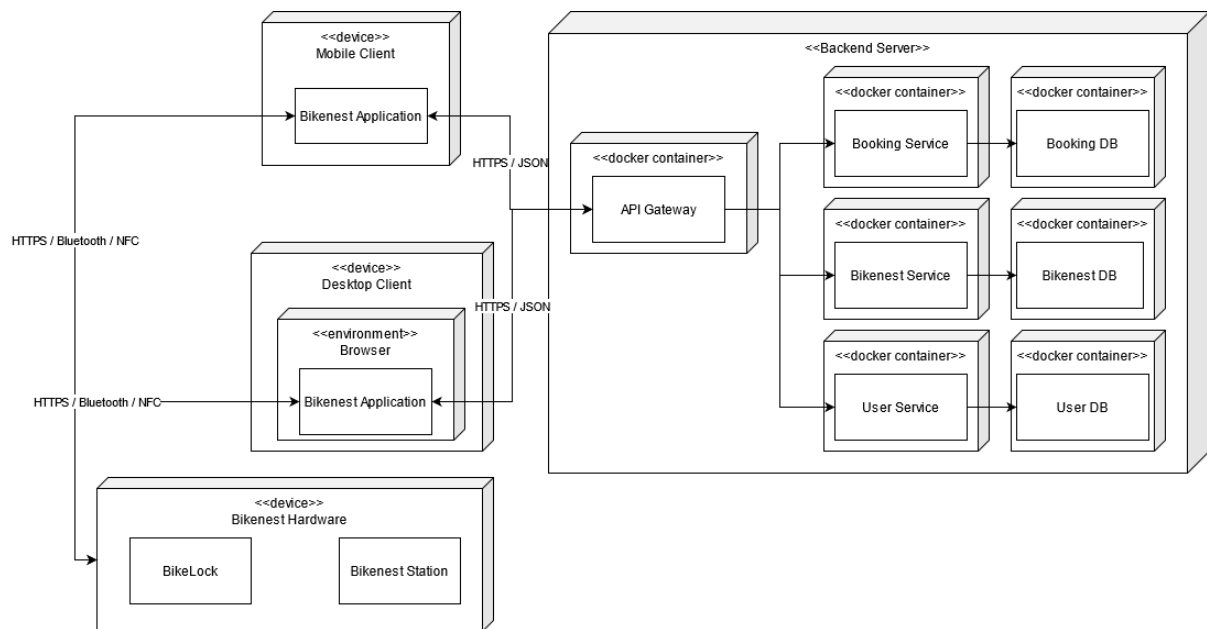 <<device>>
Mobile Client
Bikenest Application
HTTPS / JSON
HTTPS / Bluetooth / NFC
<<device>>
Desktop Client
<<environment>>
Browser
Bikenest Application
HTTPS / JSON
HTTPS / Bluetooth / NFC
<<device>>
Bikenest Hardware
BikeLock
Bikenest Station
<<Backend Server>>
<<docker container>>
API Gateway
<<docker container>>
Booking Service
<<docker container>>
Booking DB
<<docker container>>
Bikenest Service
<<docker container>>
Bikenest DB
<<docker container>>
User Service
<<docker container>>
User DB